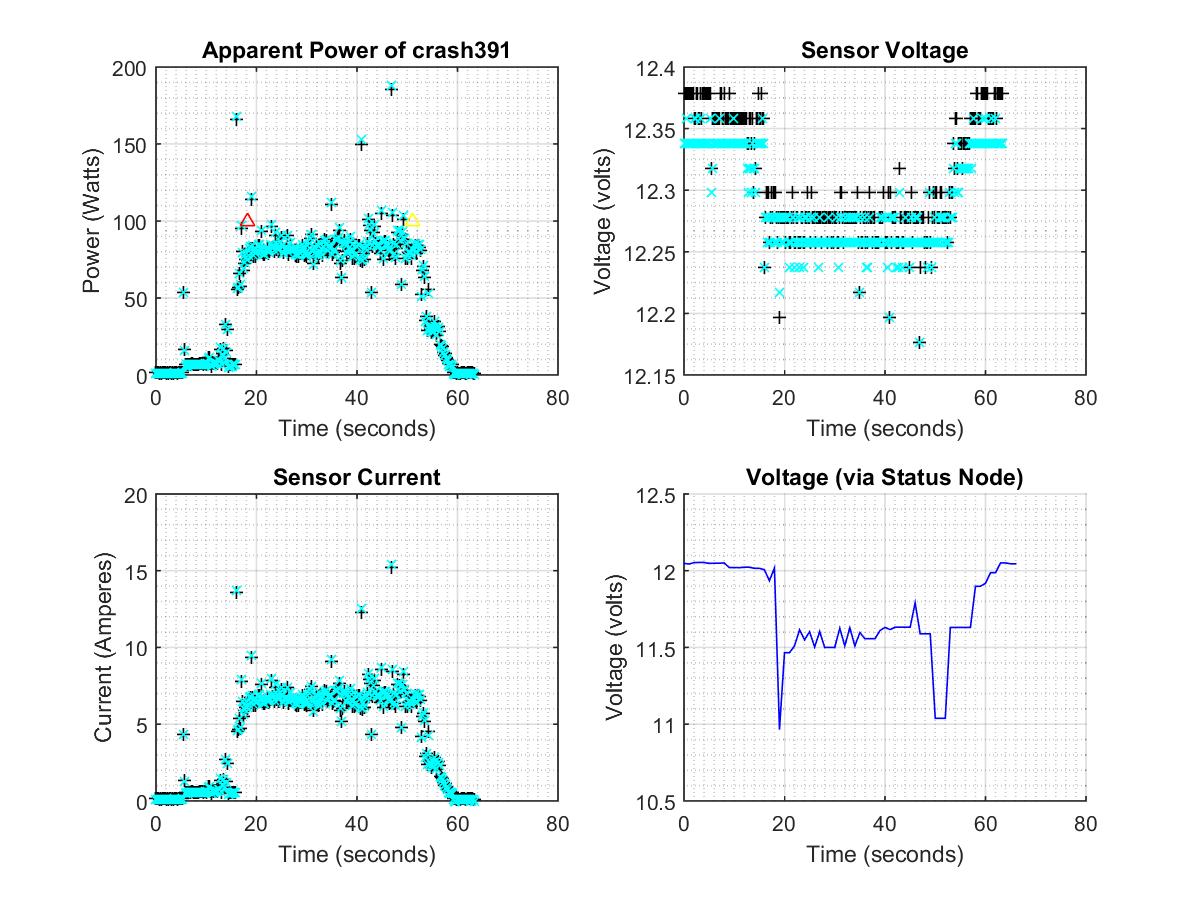 Apparent Power of crash391
200
150
100
50
0
0 20 40 60 80
Power (Watts)
Time (seconds)
Sensor Voltage
12.4
12.35
12.3
12.25
12.2
12.15
0 20 40 60 80
Voltage (volts)
Time (seconds)
Sensor Current
20
15
10
5
0
0 20 40 60 80
Current (Amperes)
Time (seconds)
Voltage (via Status Node)
12.5
12
11.5
11
10.5
0 20 40 60 80
Voltage (volts)
Time (seconds)